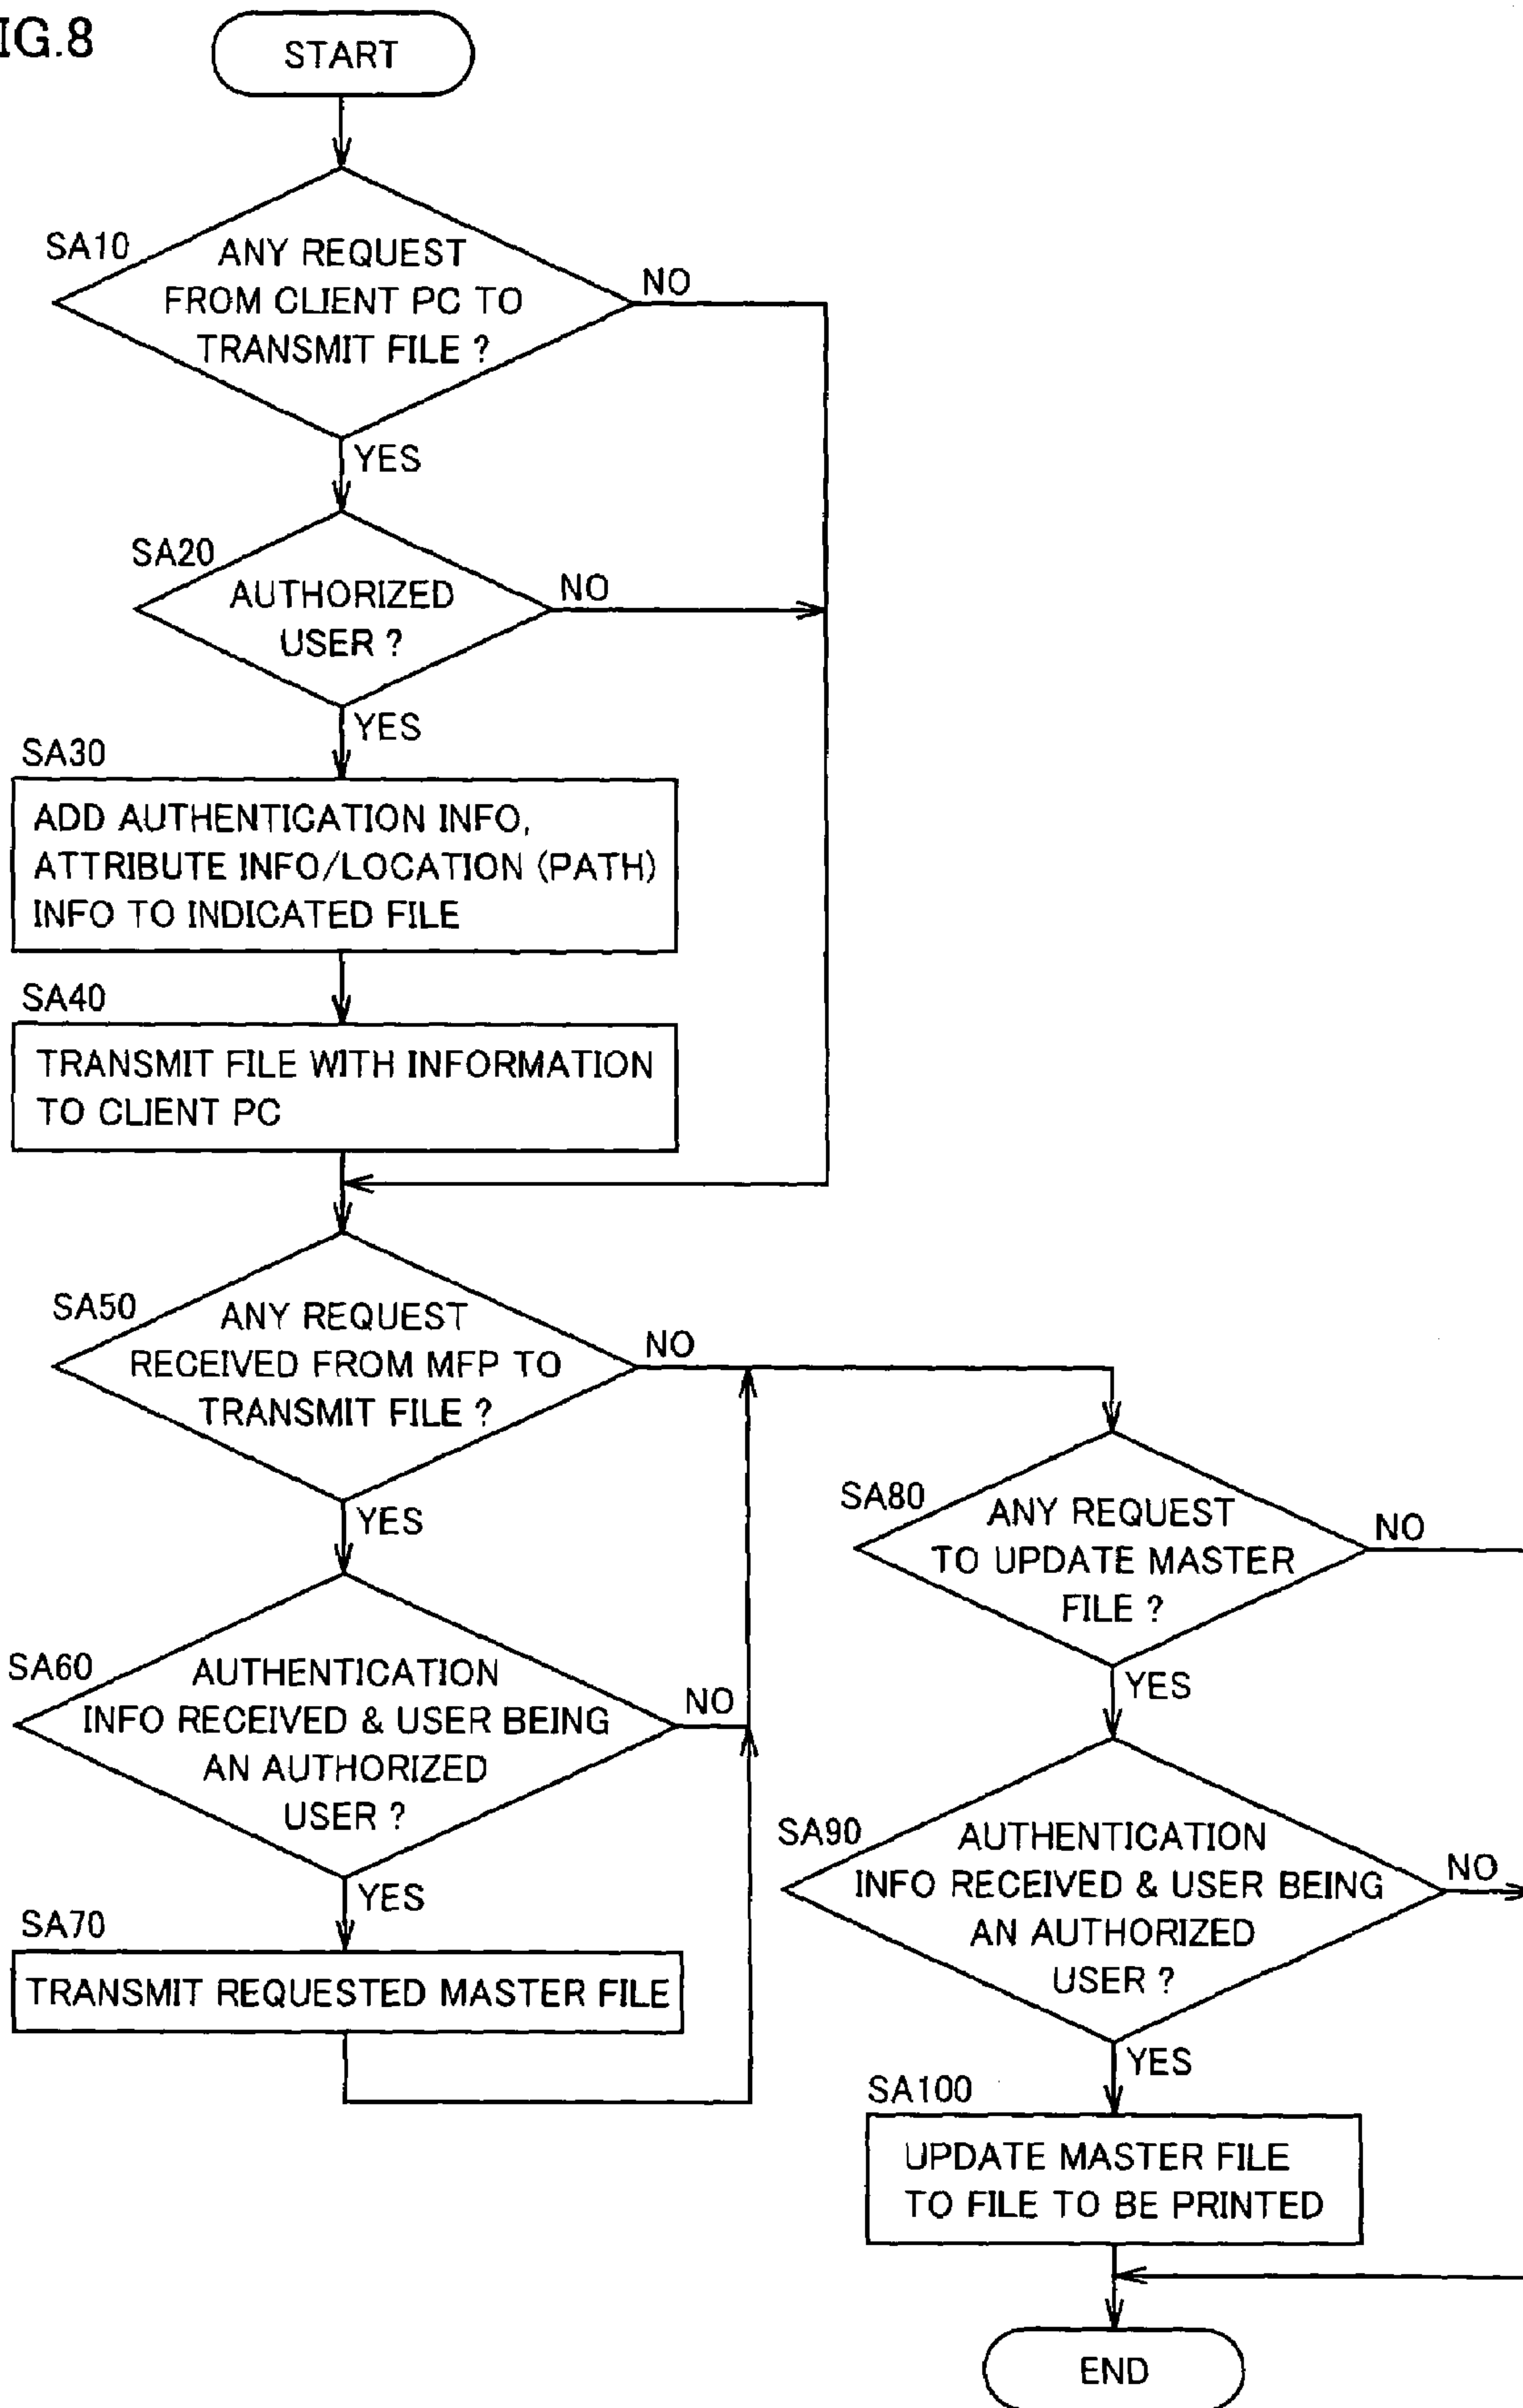 IG.8
START
SA10
ANY REQUEST
FROM CLIENT PC TO
TRANSMIT FILE ?
NO
YES
SA20
AUTHORIZED
USER ?
NO
YES
SA30
ADD AUTHENTICATION INFO,
ATTRIBUTE INFO/LOCATION (PATH)
INFO TO INDICATED FILE
SA40
TRANSMIT FILE WITH INFORMATION
TO CLIENT PC
SA50
ANY REQUEST
RECEIVED FROM MFP TO
TRANSMIT FILE ?
NO
YES
SA60
AUTHENTICATION
INFO RECEIVED & USER BEING
AN AUTHORIZED
USER ?
NO
YES
SA70
TRANSMIT REQUESTED MASTER FILE
SA80
ANY REQUEST
TO UPDATE MASTER
FILE ?
NO
YES
SA90
AUTHENTICATION
INFO RECEIVED & USER BEING
AN AUTHORIZED
USER ?
NO
YES
SA100
UPDATE MASTER FILE
TO FILE TO BE PRINTED
END